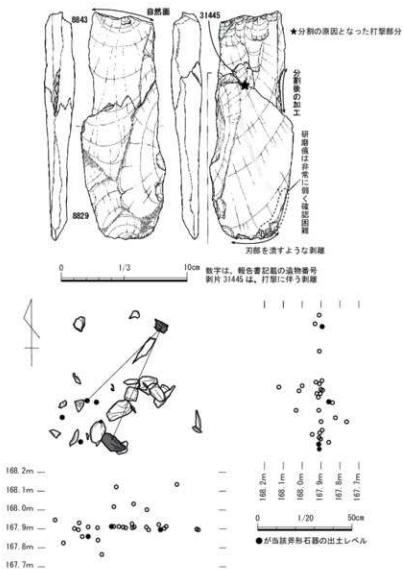 自然面
8843
31445
★分割の原因となった打撃部分
分割後の加工
研磨痕は非常に弱く確認困難
8829
刃部を潰すような剥離
0 1/3 10cm
数字は、報告書記載の遺物番号
剥片 31445 は、打撃に伴う剥離
168.2m
168.1m
168.0m
167.9m
167.8m
167.7m
168.2m
168.1m
168.0m
167.9m
167.8m
167.7m
0 1/20 50cm
●が当該斧形石器の出土レベル